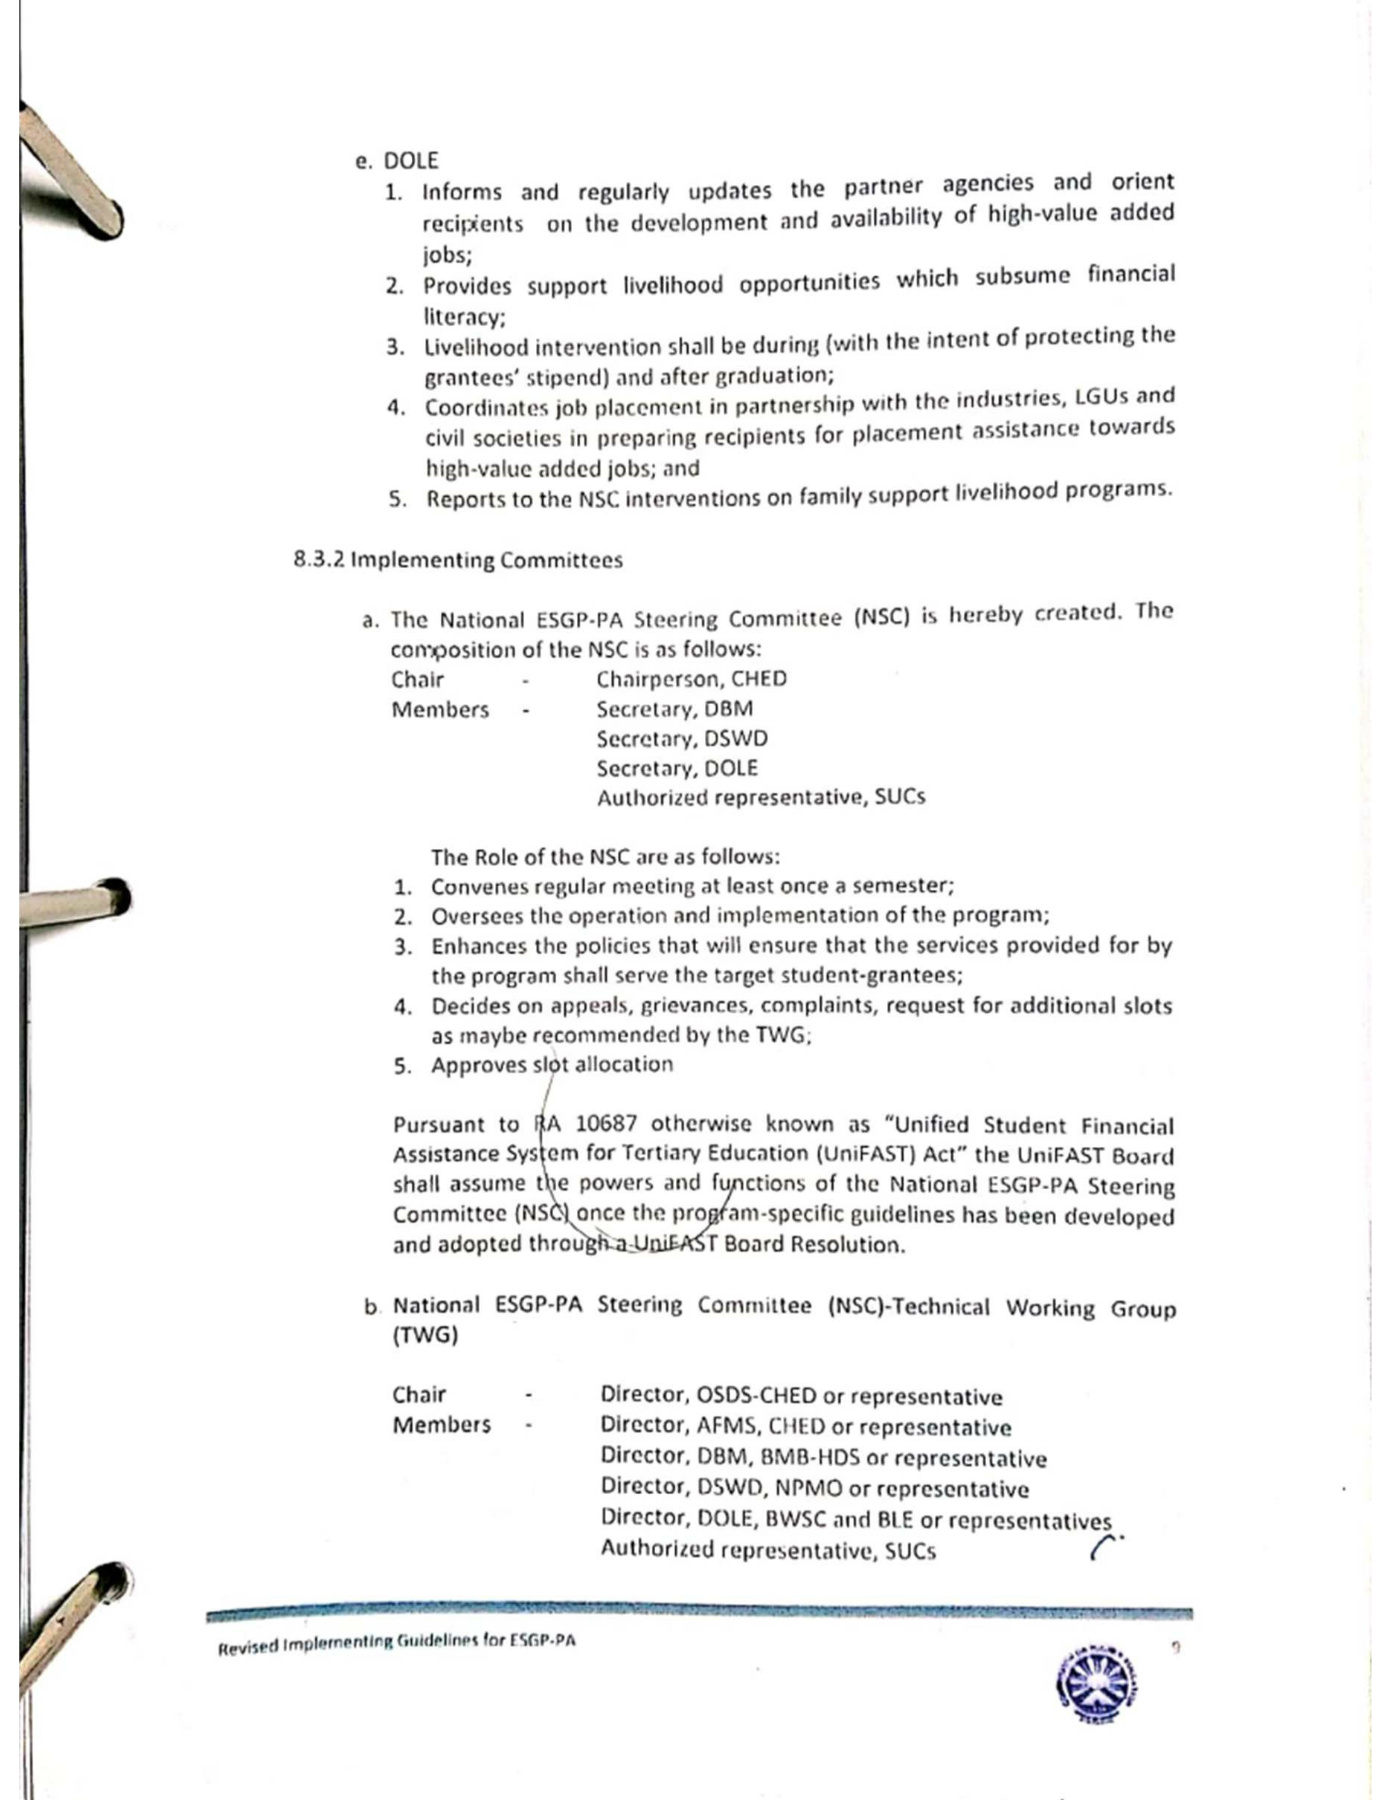 e. DOLE
1. Informs and regularly updates the partner agencies and orient
recipients on the development and availability of high-value added
jobs;
2. Provides support livelihood opportunities which subsume financial
literacy;
3. Livelihood intervention shall be during (with the intent of protecting the
grantees' stipend) and after graduation;
4. Coordinates job placement in partnership with the industries, LGUs and
civil societies in preparing recipients for placement assistance towards
high-value added jobs; and
5. Reports to the NSC interventions on family support livelihood programs.
8.3.2 Implementing Committees
a. The National ESGP-PA Steering Committee (NSC) is hereby created. The
composition of the NSC is as follows:
Chair - Chairperson, CHED
Members - Secretary, DBM
Secretary, DSWD
Secretary, DOLE
Authorized representative, SUCs
The Role of the NSC are as follows:
1. Convenes regular meeting at least once a semester;
2. Oversees the operation and implementation of the program;
3. Enhances the policies that will ensure that the services provided for by
the program shall serve the target student-grantees;
4. Decides on appeals, grievances, complaints, request for additional slots
as maybe recommended by the TWG;
5. Approves slot allocation
Pursuant to RA 10687 otherwise known as "Unified Student Financial
Assistance System for Tertiary Education (UniFAST) Act" the UniFAST Board
shall assume the powers and functions of the National ESGP-PA Steering
Committee (NSC) once the program-specific guidelines has been developed
and adopted through a UniFAST Board Resolution.
b. National ESGP-PA Steering Committee (NSC)-Technical Working Group
(TWG)
Chair - Director, OSDS-CHED or representative
Members - Director, AFMS, CHED or representative
Director, DBM, BMB-HDS or representative
Director, DSWD, NPMO or representative
Director, DOLE, BWSC and BLE or representatives
Authorized representative, SUCs
Revised Implementing Guidelines for ESGP-PA
9